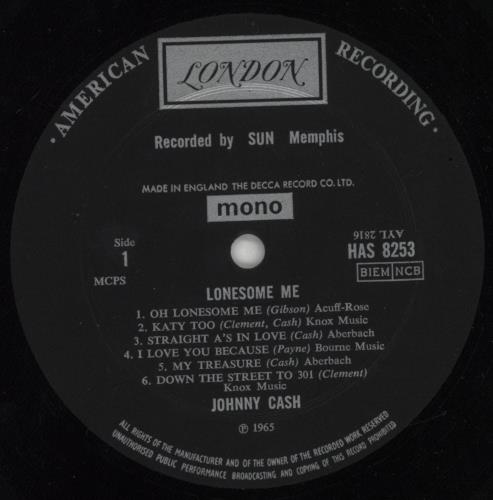 · AMERICAN RECORDING ·
LONDON
Recorded by SUN Memphis
MADE IN ENGLAND THE DECCA RECORD CO. LTD.
mono
Side
1
MCPS
AYL 2816
HAS 8253
BIEM NCB
LONESOME ME
1. OH LONESOME ME (Gibson) Acuff-Rose
2. KATY TOO (Clement, Cash) Knox Music
3. STRAIGHT A'S IN LOVE (Cash) Aberbach
4. I LOVE YOU BECAUSE (Payne) Bourne Music
5. MY TREASURE (Cash) Aberbach
6. DOWN THE STREET TO 301 (Clement)
Knox Music
JOHNNY CASH
℗ 1965
ALL RIGHTS OF THE MANUFACTURER AND OF THE OWNER OF THE RECORDED WORK RESERVED
UNAUTHORISED PUBLIC PERFORMANCE BROADCASTING AND COPYING OF THIS RECORD PROHIBITED